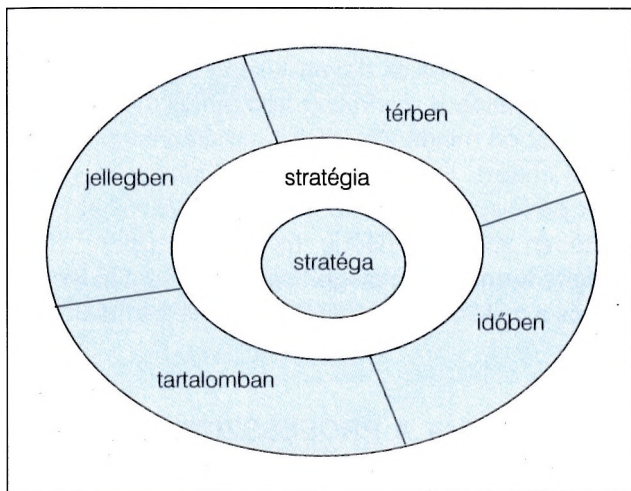 térben
jellegben
stratégia
stratéga
időben
tartalomban